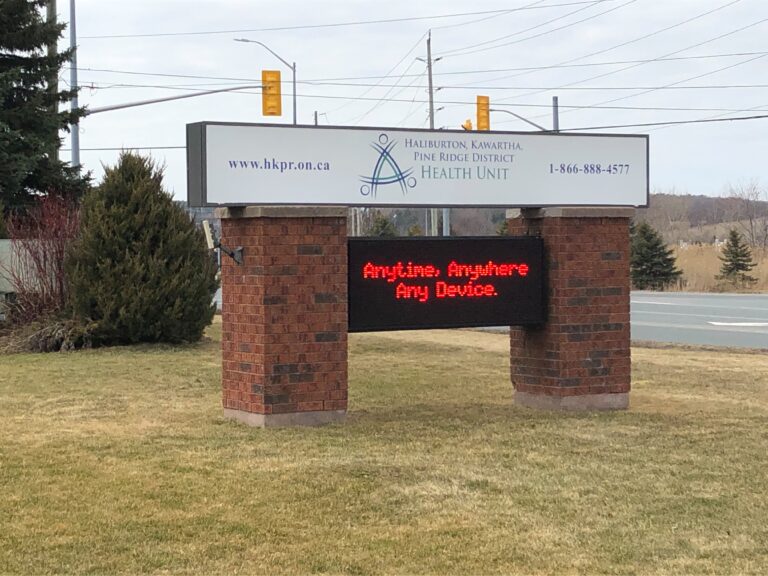 www.hkpr.on.ca
Haliburton, Kawartha,
Pine Ridge District
Health Unit
1-866-888-4577
Anytime, Anywhere
Any Device.